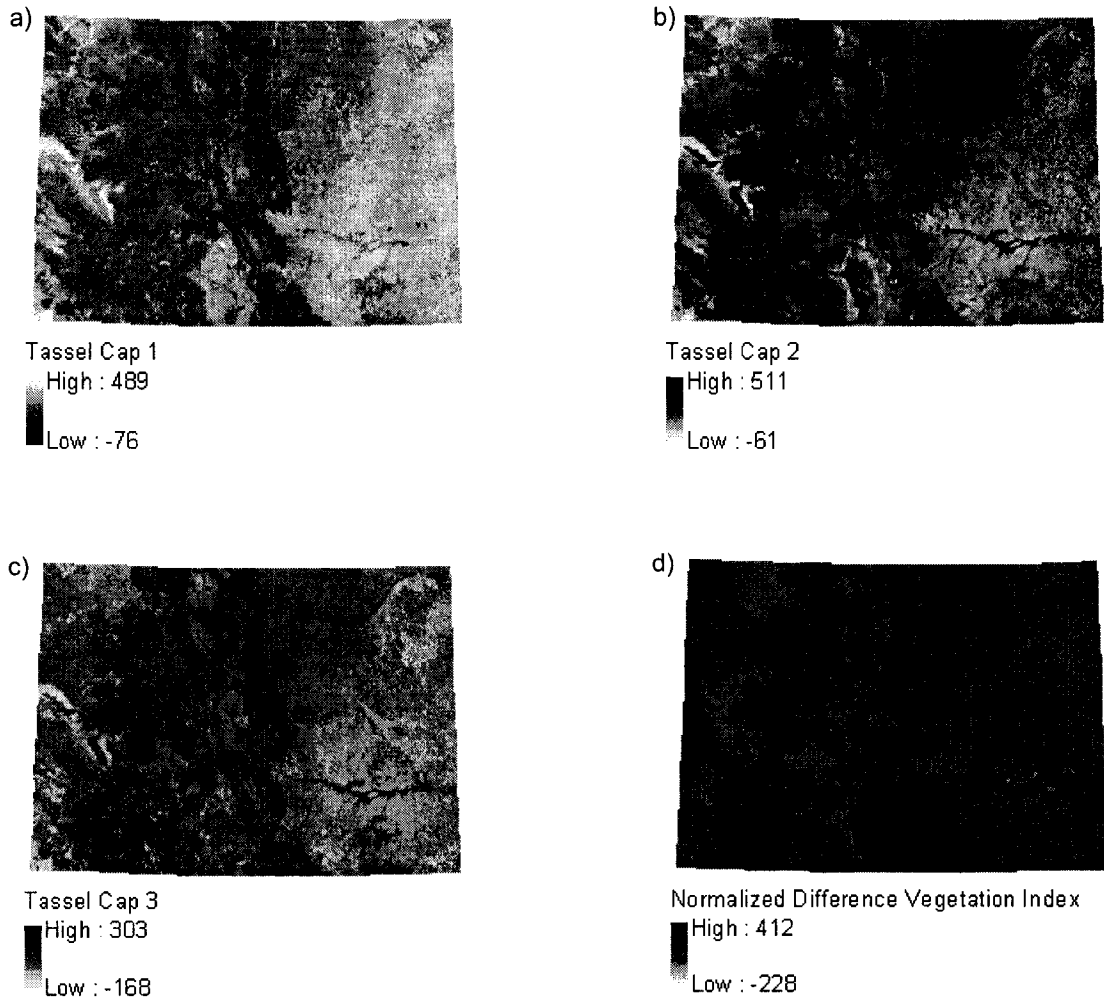 a)
b)
Tassel Cap 1
High : 489
Low : -76
Tassel Cap 2
High : 511
Low : -61
c)
d)
Tassel Cap 3
High : 303
Low : -168
Normalized Difference Vegetation Index
High : 412
Low : -228